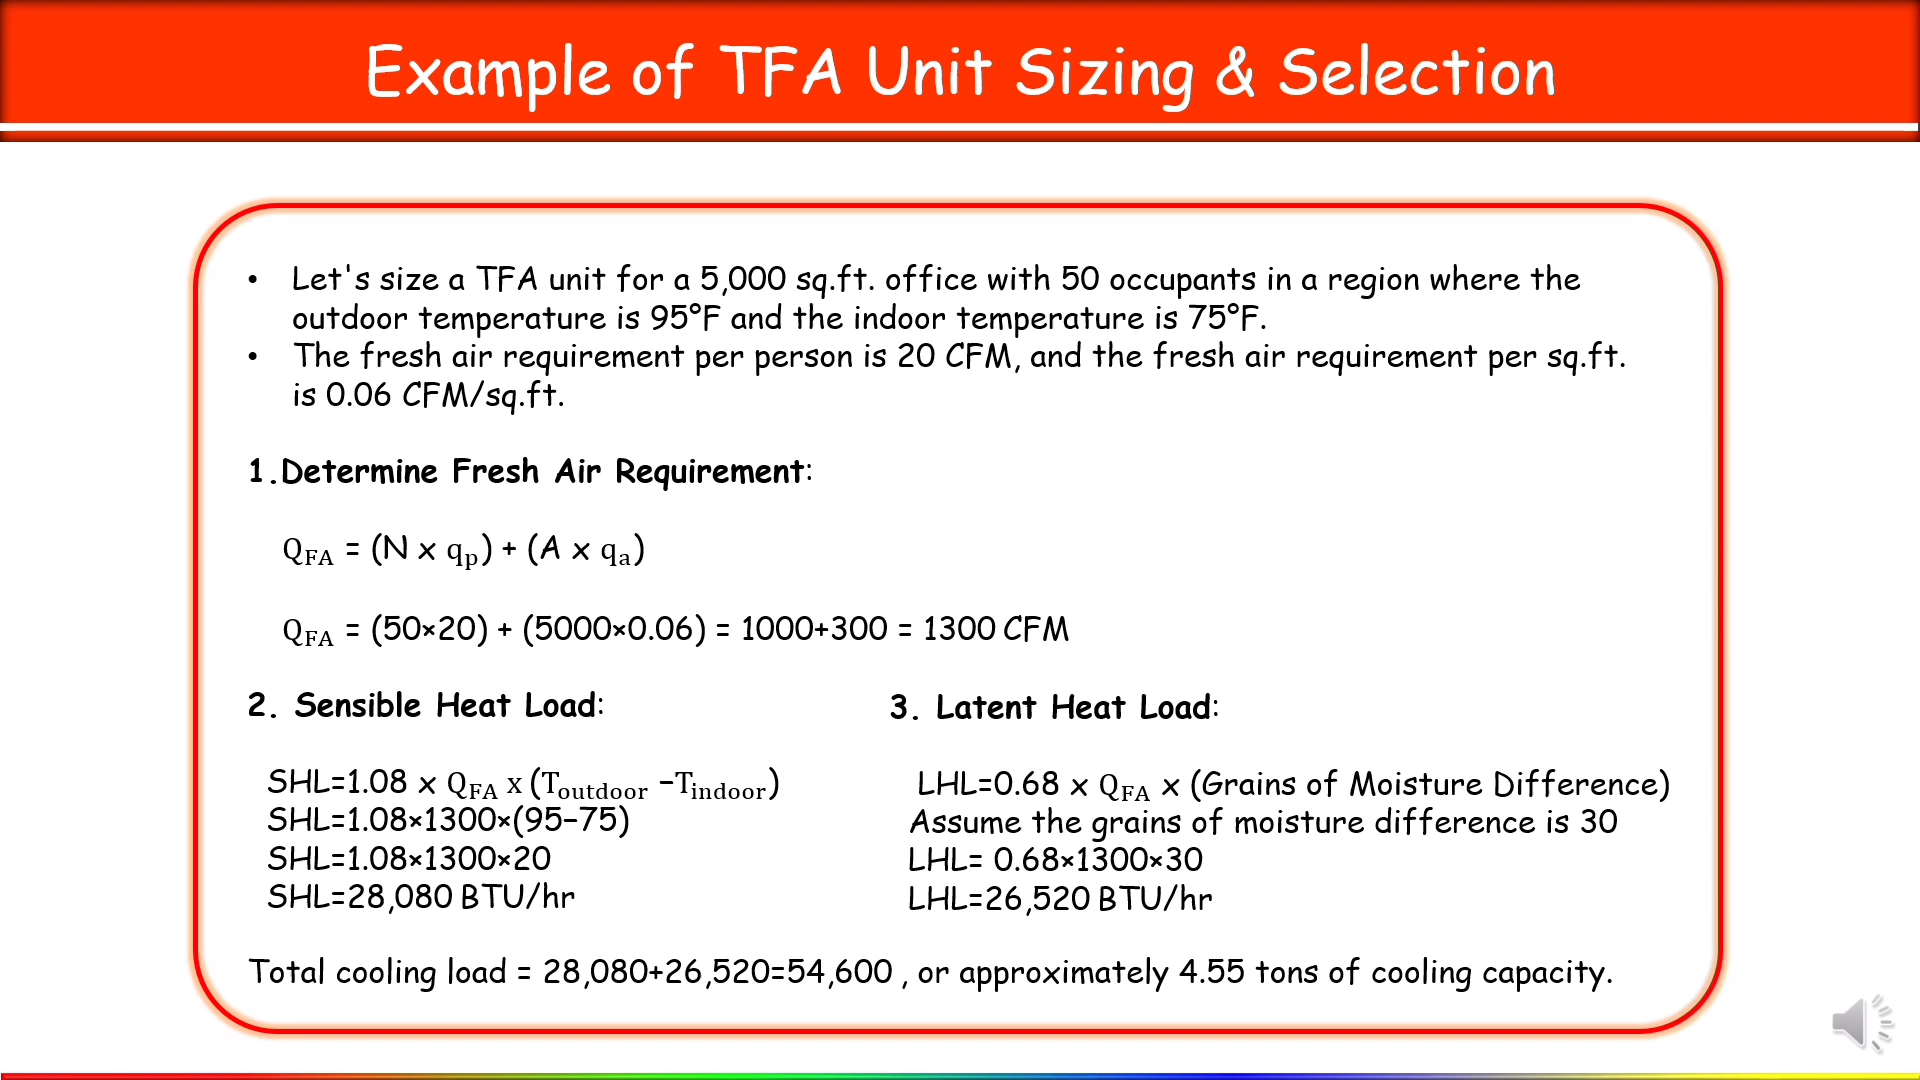 Example of TFA Unit Sizing & Selection
• Let's size a TFA unit for a 5,000 sq.ft. office with 50 occupants in a region where the
outdoor temperature is 95°F and the indoor temperature is 75°F.
• The fresh air requirement per person is 20 CFM, and the fresh air requirement per sq.ft.
is 0.06 CFM/sq.ft.
1.Determine Fresh Air Requirement:
Q_FA = (N x q_p) + (A x q_a)
Q_FA = (50×20) + (5000×0.06) = 1000+300 = 1300 CFM
2. Sensible Heat Load:
SHL=1.08 x Q_FA x (T_outdoor −T_indoor)
SHL=1.08×1300×(95−75)
SHL=1.08×1300×20
SHL=28,080 BTU/hr
3. Latent Heat Load:
LHL=0.68 x Q_FA x (Grains of Moisture Difference)
Assume the grains of moisture difference is 30
LHL= 0.68×1300×30
LHL=26,520 BTU/hr
Total cooling load = 28,080+26,520=54,600 , or approximately 4.55 tons of cooling capacity.